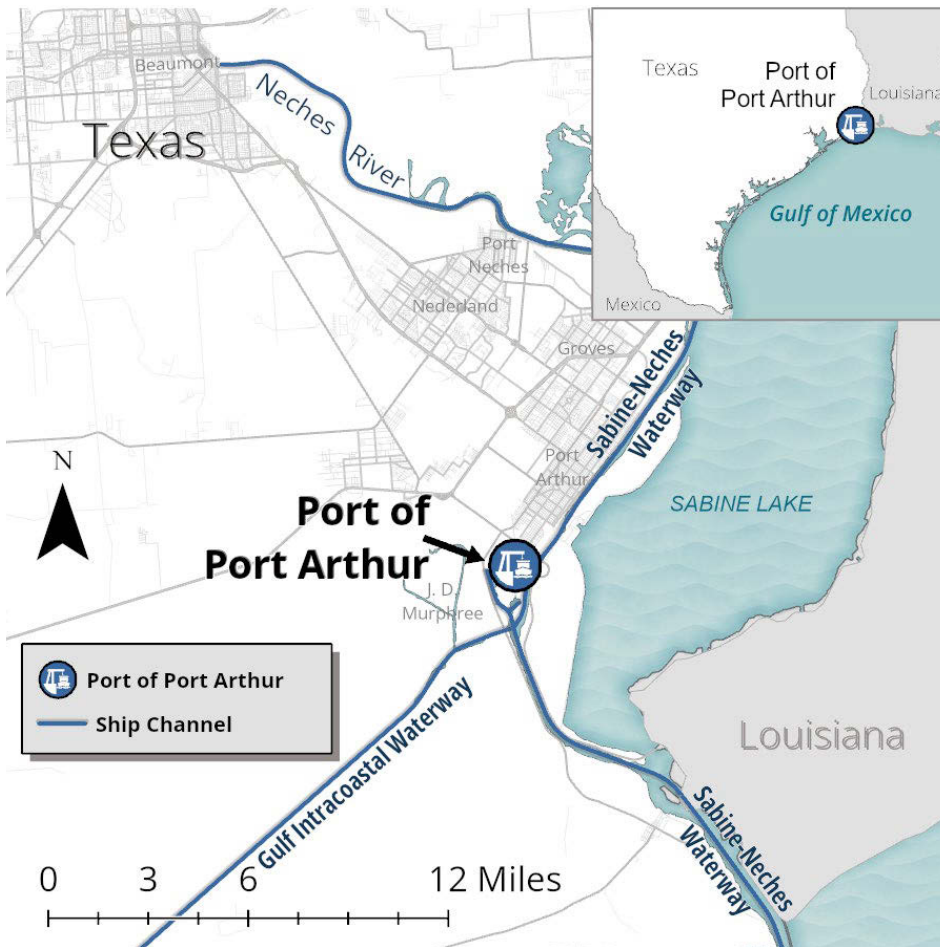 Beaumont
Texas
Neches
River
Port
Neches
Nederland
Groves
Sabine-Neches
Waterway
Port
Arthur
SABINE LAKE
N
Port of
Port Arthur
J. D
Murphree
Port of Port Arthur
Ship Channel
Gulf Intracoastal Waterway
Louisiana
Sabine-Neches
Waterway
0 3 6 12 Miles
Texas
Port of
Port Arthur
Louisiana
Gulf of Mexico
Mexico